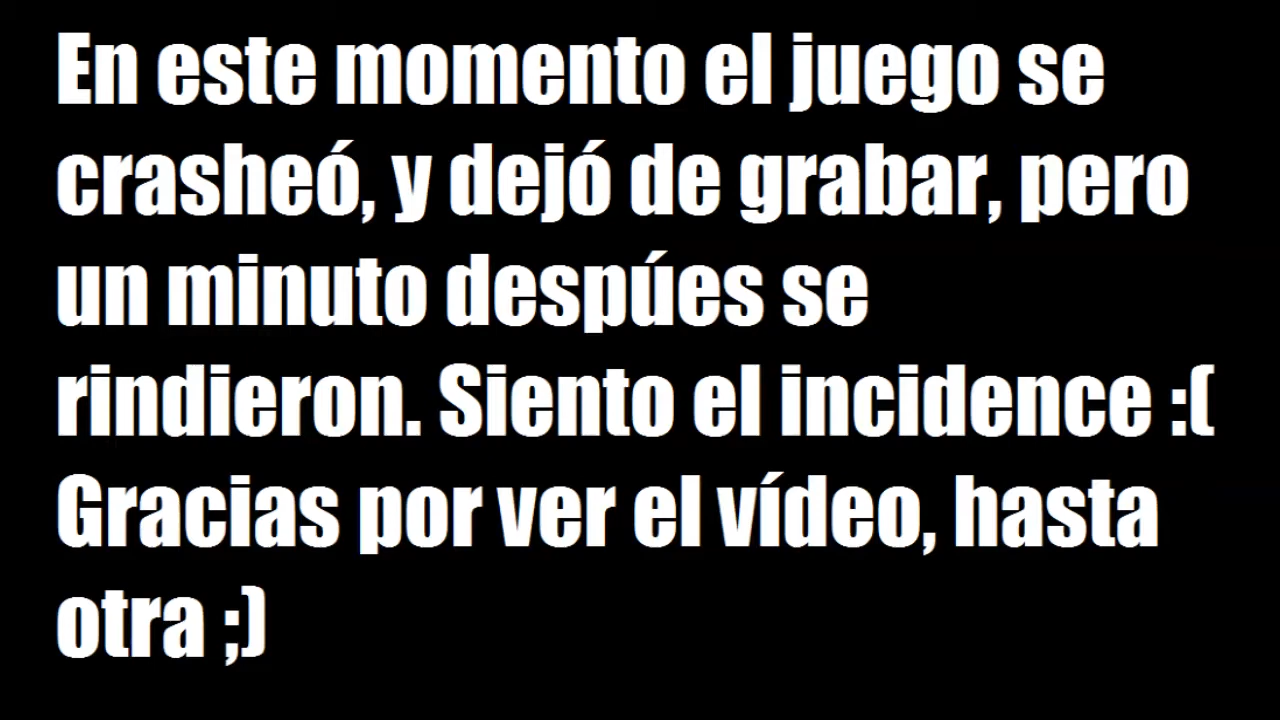 En este momento el juego se
crasheó, y dejó de grabar, pero
un minuto despúes se
rindieron. Siento el incidence :(
Gracias por ver el vídeo, hasta
otra ;)